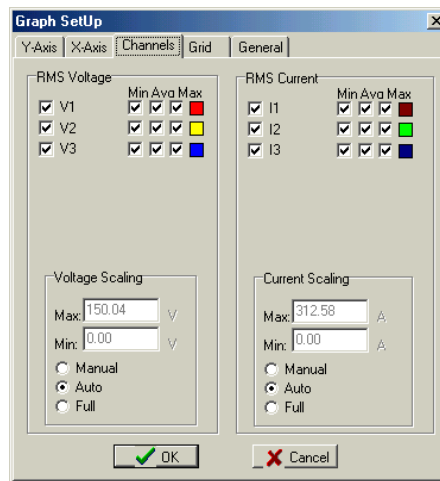 Graph SetUp
Y-Axis X-Axis Channels Grid General
RMS Voltage
Min Avg Max
V1
V2
V3
Voltage Scaling
Max: 150.04 V
Min: 0.00 V
Manual
Auto
Full
RMS Current
Min Avg Max
I1
I2
I3
Current Scaling
Max: 312.58 A
Min: 0.00 A
Manual
Auto
Full
OK Cancel